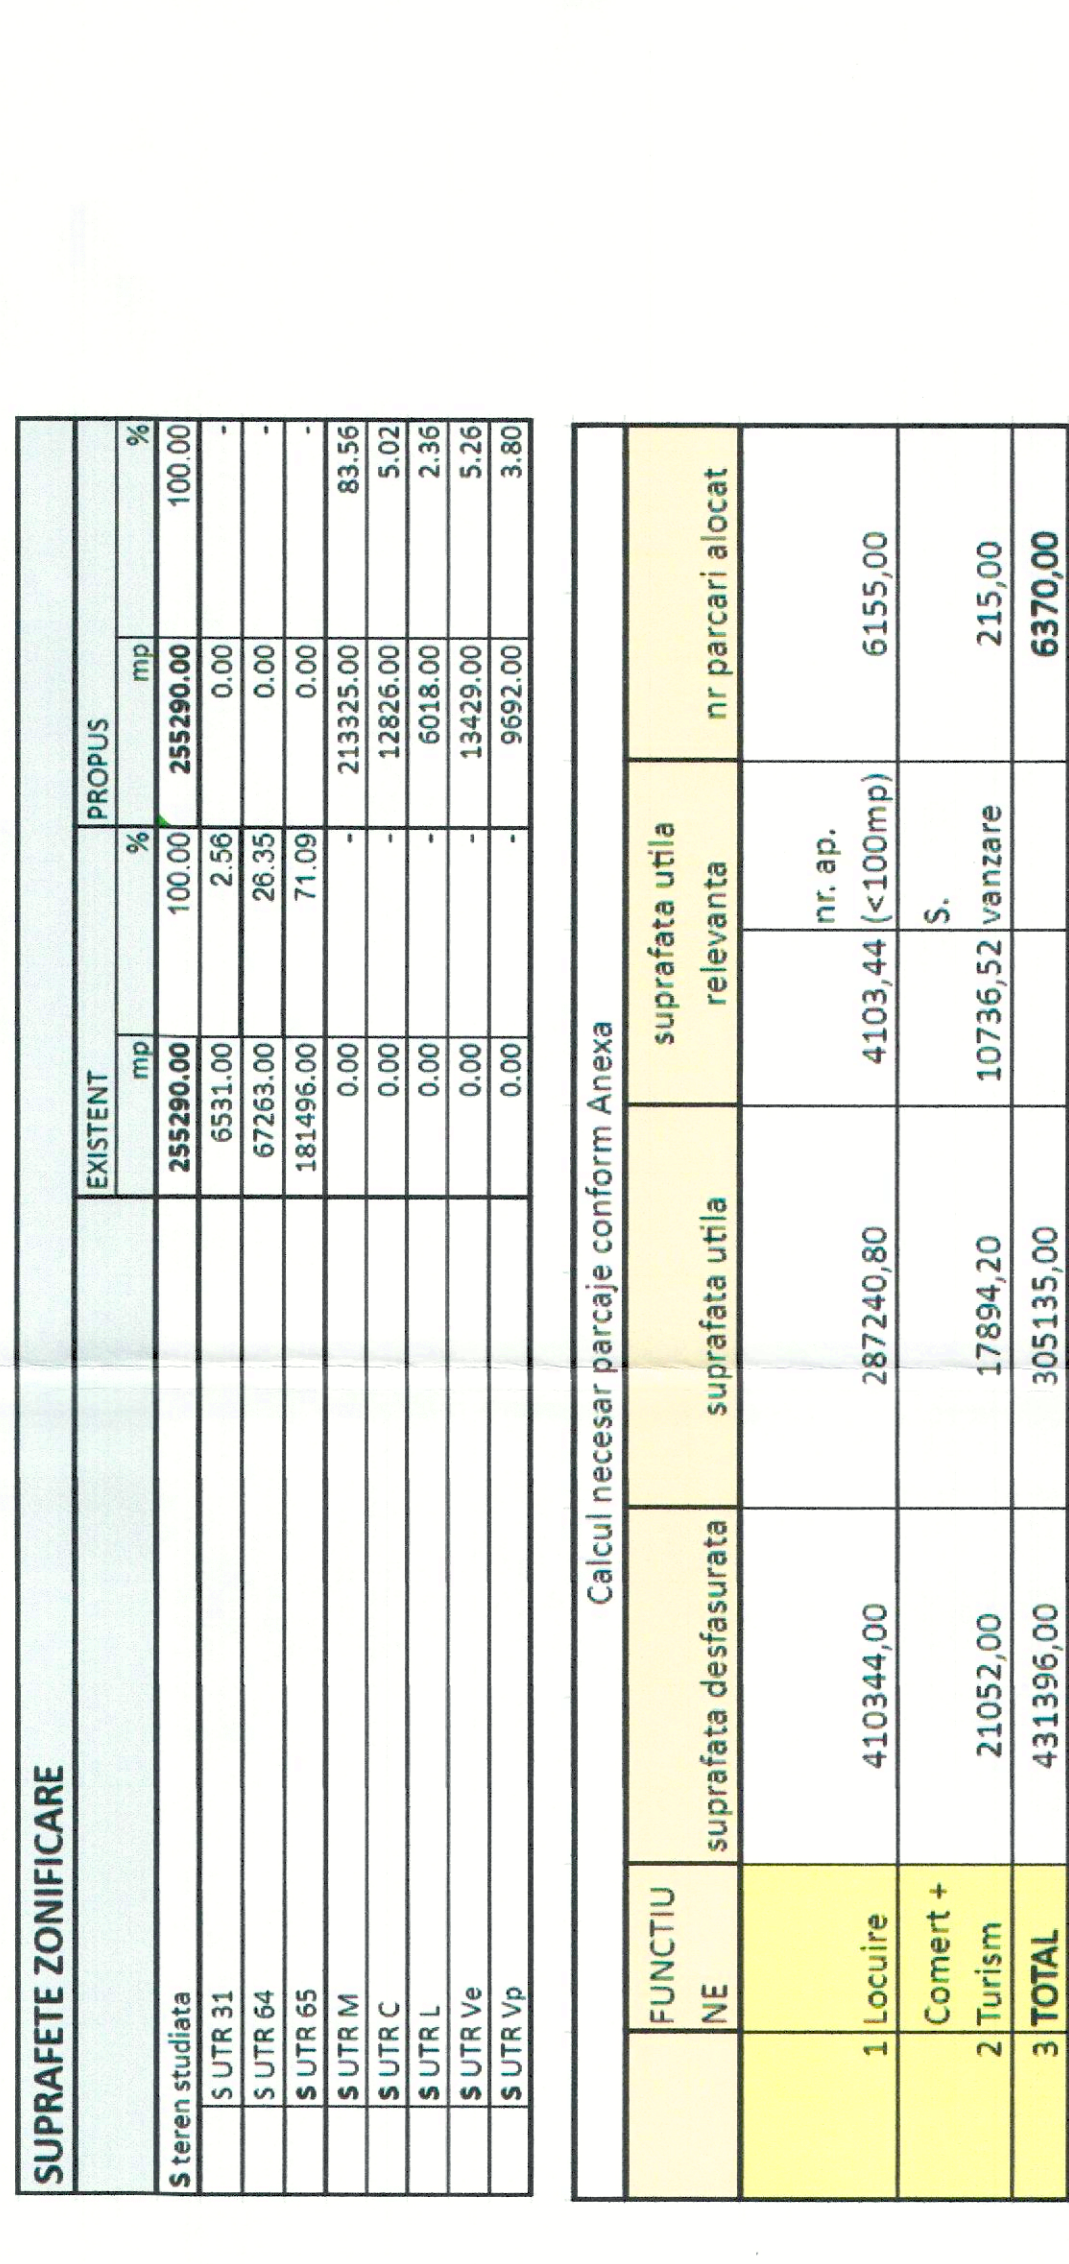 SUPRAFETE ZONIFICARE
EXISTENT PROPUS
mp % mp %
S teren studiata 255290.00 100.00 255290.00 100.00
S UTR 31 6531.00 2.56 0.00 -
S UTR 64 67263.00 26.35 0.00 -
S UTR 65 181496.00 71.09 0.00 -
S UTR M 0.00 - 213325.00 83.56
S UTR C 0.00 - 12826.00 5.02
S UTR L 0.00 - 6018.00 2.36
S UTR Ve 0.00 - 13429.00 5.26
S UTR Vp 0.00 - 9692.00 3.80
Calcul necesar parcaje conform Anexa
FUNCTIU suprafata utila
NE suprafata desfasurata suprafata utila relevanta nr parcari alocat
nr. ap.
1 Locuire 410344,00 287240,80 4103,44 (<100mp) 6155,00
Comert + S.
2 Turism 21052,00 17894,20 10736,52 vanzare 215,00
3 TOTAL 431396,00 305135,00 6370,00